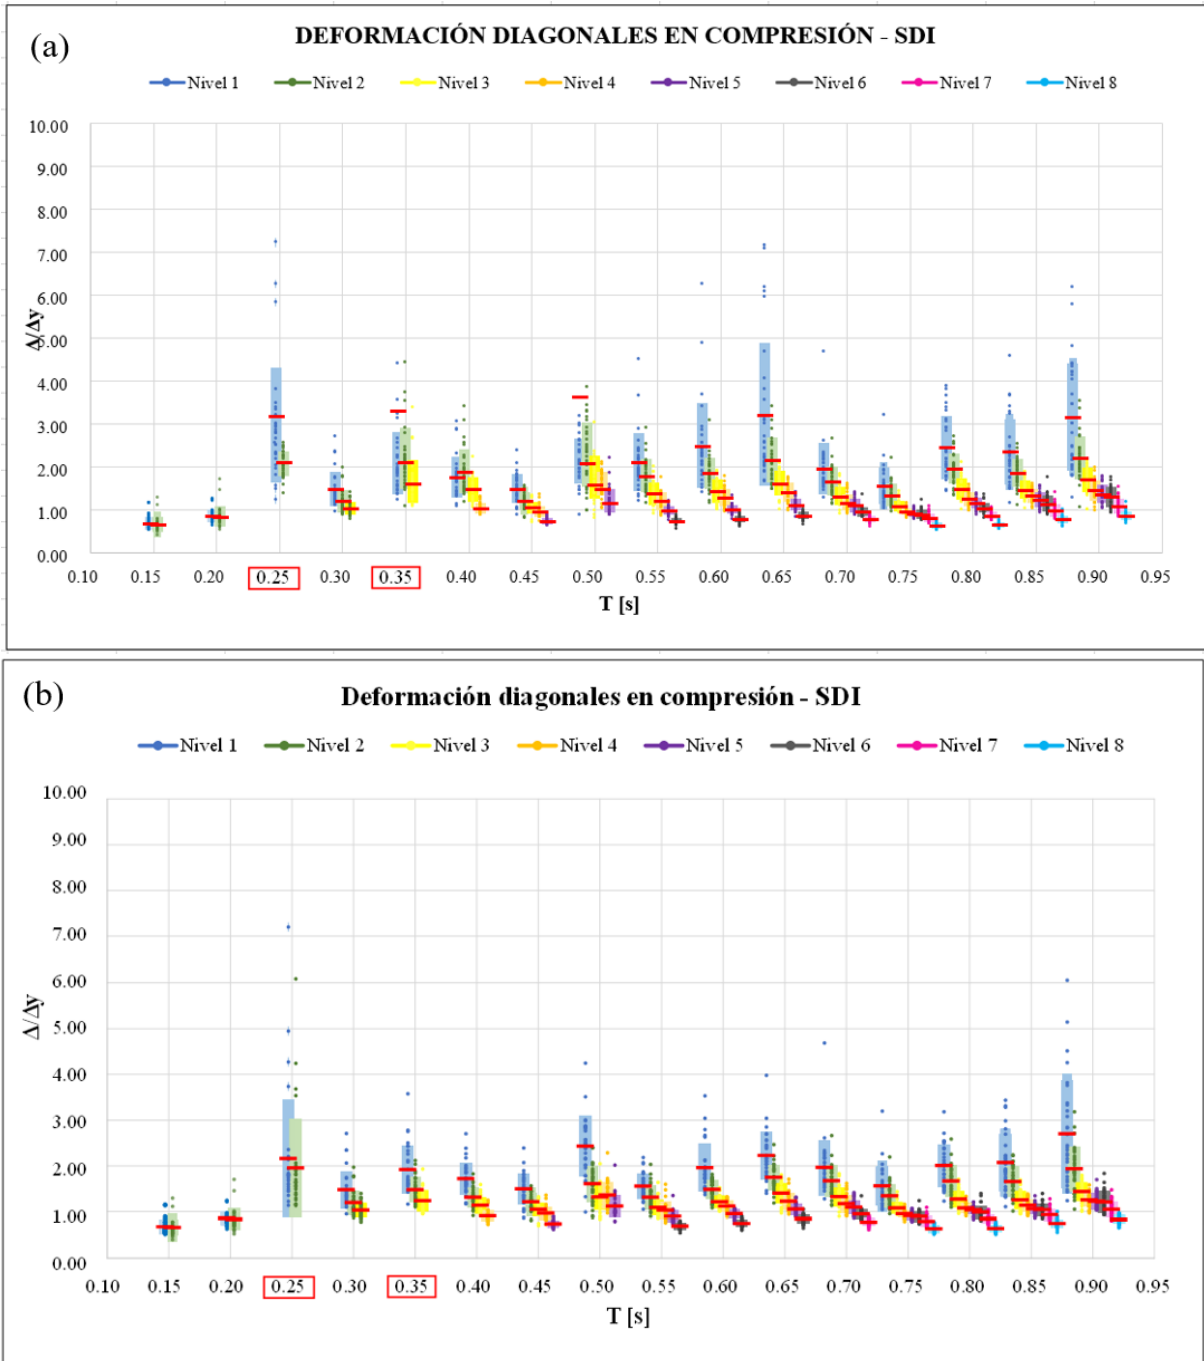 (a)
DEFORMACIÓN DIAGONALES EN COMPRESIÓN - SDI
Nivel 1 Nivel 2 Nivel 3 Nivel 4 Nivel 5 Nivel 6 Nivel 7 Nivel 8
10.00
9.00
8.00
7.00
6.00
5.00
4.00
3.00
2.00
1.00
0.00
Δ/Δy
0.10 0.15 0.20 0.25 0.30 0.35 0.40 0.45 0.50 0.55 0.60 0.65 0.70 0.75 0.80 0.85 0.90 0.95
T [s]
(b)
Deformación diagonales en compresión - SDI
Nivel 1 Nivel 2 Nivel 3 Nivel 4 Nivel 5 Nivel 6 Nivel 7 Nivel 8
10.00
9.00
8.00
7.00
6.00
5.00
4.00
3.00
2.00
1.00
0.00
Δ/Δy
0.10 0.15 0.20 0.25 0.30 0.35 0.40 0.45 0.50 0.55 0.60 0.65 0.70 0.75 0.80 0.85 0.90 0.95
T [s]